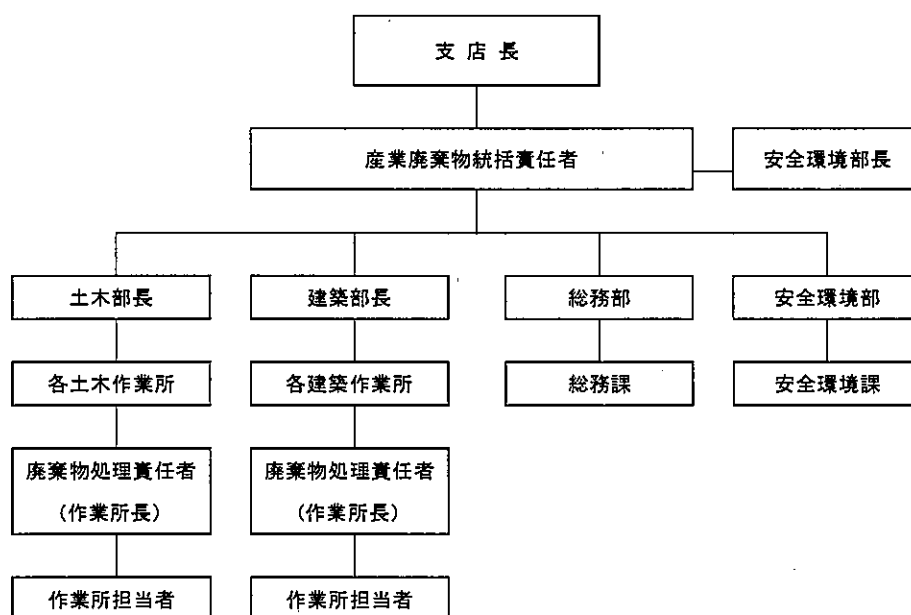 支店長
産業廃棄物統括責任者
安全環境部長
土木部長
建築部長
総務部
安全環境部
各土木作業所
各建築作業所
総務課
安全環境課
廃棄物処理責任者
(作業所長)
廃棄物処理責任者
(作業所長)
作業所担当者
作業所担当者